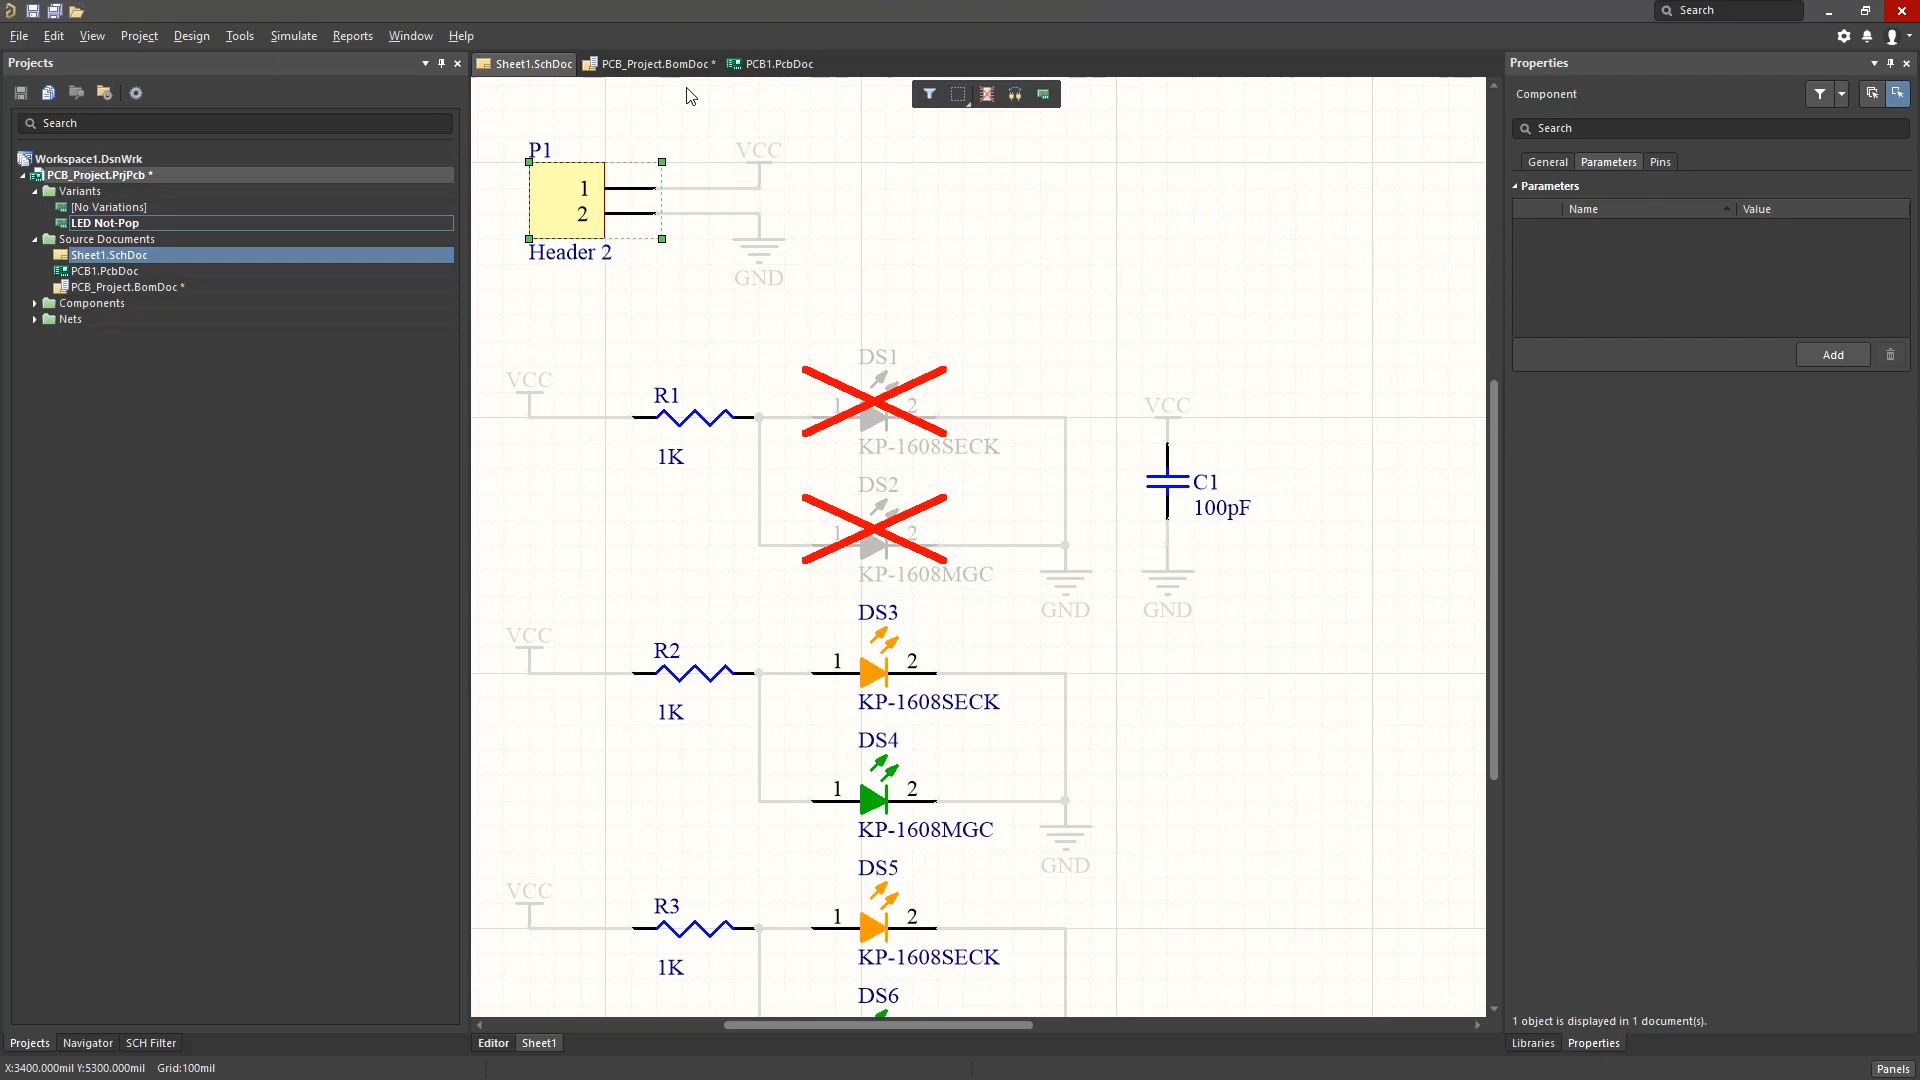 Search
File Edit View Project Design Tools Simulate Reports Window Help
Projects
Search
Workspace1.DsnWrk
PCB_Project.PrjPcb *
Variants
[No Variations]
LED Not-Pop
Source Documents
Sheet1.SchDoc
PCB1.PcbDoc
PCB_Project.BomDoc *
Components
Nets
Projects Navigator SCH Filter
Sheet1.SchDoc PCB_Project.BomDoc * PCB1.PcbDoc
P1
1
2
Header 2
VCC
GND
VCC
R1
1K
DS1
1 2
KP-1608SECK
DS2
1 2
KP-1608MGC
GND
VCC
C1
100pF
GND
VCC
R2
1K
DS3
1 2
KP-1608SECK
DS4
1 2
KP-1608MGC
GND
VCC
R3
1K
DS5
1 2
KP-1608SECK
DS6
Editor Sheet1
Properties
Component
Search
General Parameters Pins
Parameters
Name Value
Add
1 object is displayed in 1 document(s).
Libraries Properties
X:3400.000mil Y:5300.000mil Grid:100mil
Panels